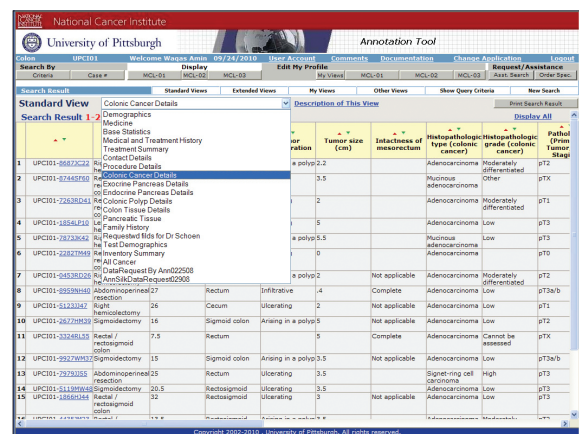 National Cancer Institute
University of Pittsburgh
Annotation Tool
Colon UPCI01 Welcome Waqas Amin 09/24/2010 User Account Comments Documentation Change Application Logout
Search By Display Edit My Profile Request/Assistance
Criteria Case # MCL-01 MCL-02 MCL-03 My Views MCL-01 MCL-02 MCL-03 Asst. Search Order Spec.
Search Result Standard Views Extended Views My Views Other Views Show Query Criteria New Search
Standard View Colonic Cancer Details Description of This View Print Search Result
Search Result 1-2 Display All
Demographics
Medicine
Base Statistics
Medical and Treatment History
Treatment Summary
Contact Details
Procedure Details
Colonic Cancer Details
Exocrine Pancreas Details
Endocrine Pancreas Details
Colonic Polyp Details
Colon Tissue Details
Pancreatic Tissue
Family History
Requestwd filds for Dr Schoen
Test Demographics
Inventory Summary
All Cancer
DataRequest By Ann022508
AnnSilkDataRequest02908
Tumor size (cm) Intactness of mesorectum Histopathologic type (colonic cancer) Histopathologic grade (colonic cancer) Pathol (Prim Tumor Stagi
1 UPCI01-8687JC22 a polyp 2.2 Adenocarcinoma Moderately differentiated pT2
2 UPCI01-8744SF60 3.5 Mucinous adenocarcinoma Other pTX
3 UPCI01-7263RD41 2 Adenocarcinoma Moderately differentiated pT1
4 UPCI01-1854LP10 5 Adenocarcinoma Low pT3
5 UPCI01-7873JK42 a polyp 5.5 Mucinous adenocarcinoma Low pT3
6 UPCI01-2282TM49 0 Adenocarcinoma pT0
7 UPCI01-0453RD26 a polyp 2 Not applicable Adenocarcinoma Moderately differentiated pT2
8 UPCI01-8959NH40 Abdominoperineal resection 27 Rectum Infiltrative .4 Complete Adenocarcinoma Low pT3a/b
9 UPCI01-5123JJ47 Right hemicolectomy 26 Cecum Ulcerating 2 Not applicable Adenocarcinoma Low pT1
10 UPCI01-2677HM39 Sigmoidectomy 16 Sigmoid colon Arising in a polyp 5 Not applicable Adenocarcinoma Low pT2
11 UPCI01-3324RL55 Rectal / rectosigmoid colon 7.5 Rectum 5 Complete Adenocarcinoma Cannot be assessed pTX
12 UPCI01-9927WM37 Sigmoidectomy 15 Sigmoid colon Arising in a polyp 3.5 Adenocarcinoma Low pT3a/b
13 UPCI01-7979JJ55 Abdominoperineal resection 25 Rectum Ulcerating 3.5 Signet-ring cell carcinoma High pT3
14 UPCI01-5119MW48 Sigmoidectomy 20.5 Rectosigmoid Ulcerating 3.5 Adenocarcinoma Low pT2
15 UPCI01-1866HJ44 Rectal / rectosigmoid colon 32 Rectosigmoid Ulcerating 3 Not applicable Adenocarcinoma Low pT3
Copyright 2002-2010 , University of Pittsburgh. All rights reserved.